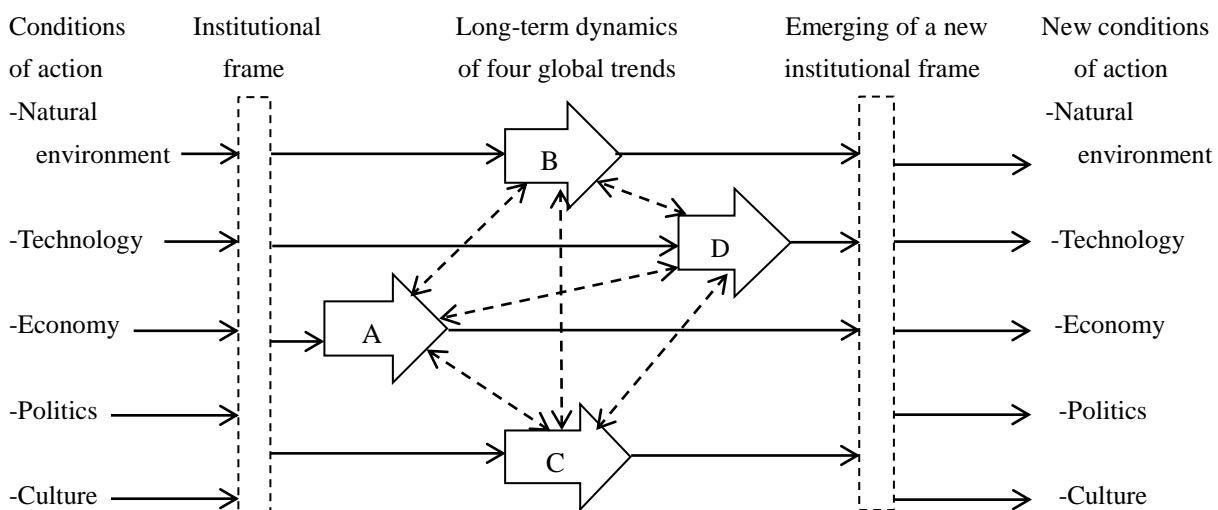 Conditions
of action
Institutional
frame
Long-term dynamics
of four global trends
Emerging of a new
institutional frame
New conditions
of action
-Natural
environment
-Technology
-Economy
-Politics
-Culture
B
D
A
C
-Natural
environment
-Technology
-Economy
-Politics
-Culture